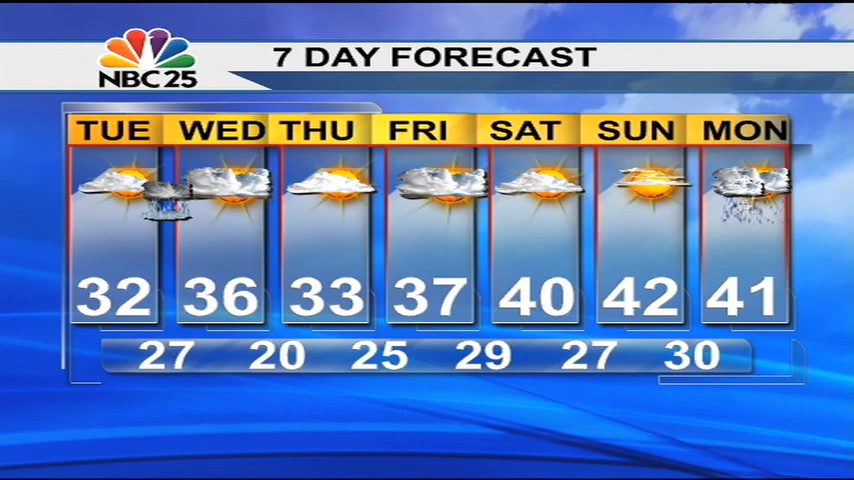 7 DAY FORECAST
NBC 25
TUE WED THU FRI SAT SUN MON
32 36 33 37 40 42 41
27 20 25 29 27 30